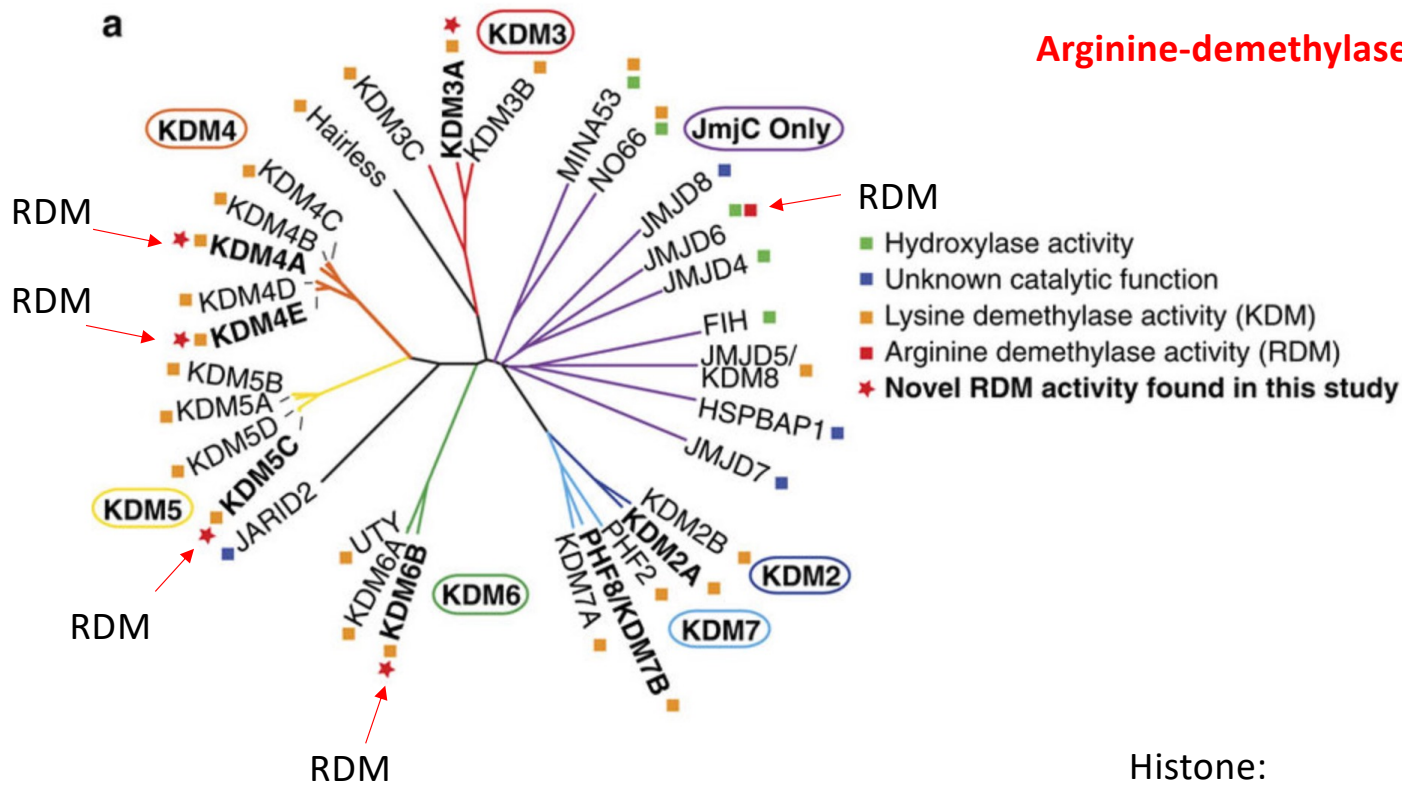 a
Arginine-demethylase
KDM3
KDM3A
KDM3B
KDM3C
Hairless
KDM4
KDM4C
KDM4B
KDM4A
KDM4D
KDM4E
RDM
RDM
KDM5B
KDM5A
KDM5D
KDM5C
KDM5
JARID2
RDM
UTY
KDM6A
KDM6B
KDM6
RDM
MINA53
NO66
JmjC Only
JMJD8
JMJD6
JMJD4
RDM
FIH
JMJD5/
KDM8
HSPBAP1
JMJD7
KDM2B
KDM2A
KDM2
PHF2
PHF8/KDM7B
KDM7A
KDM7
Hydroxylase activity
Unknown catalytic function
Lysine demethylase activity (KDM)
Arginine demethylase activity (RDM)
Novel RDM activity found in this study
Histone: